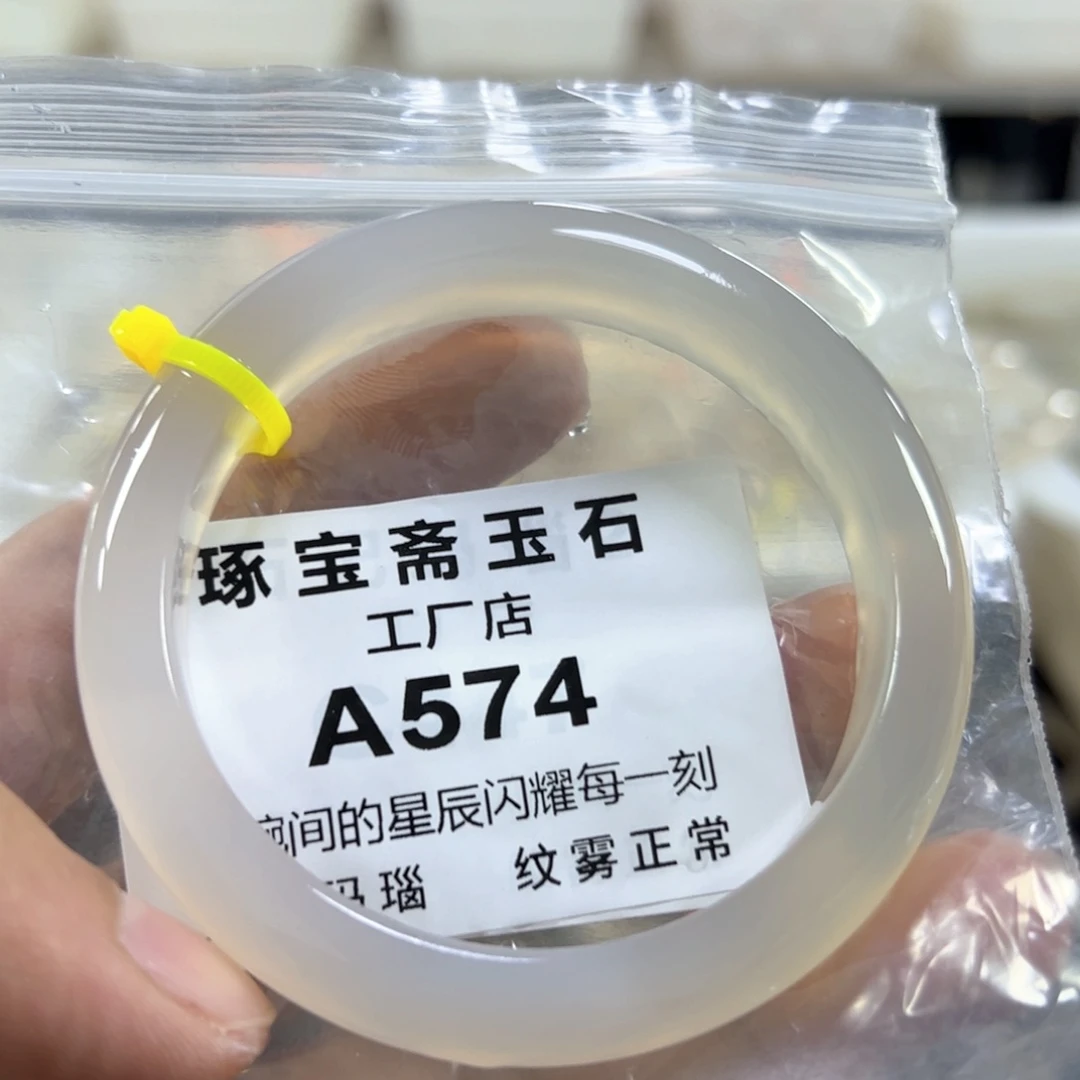 琢宝斋玉石
工厂店
A574
腕间的星辰闪耀每一刻
玛瑙 纹雾正常